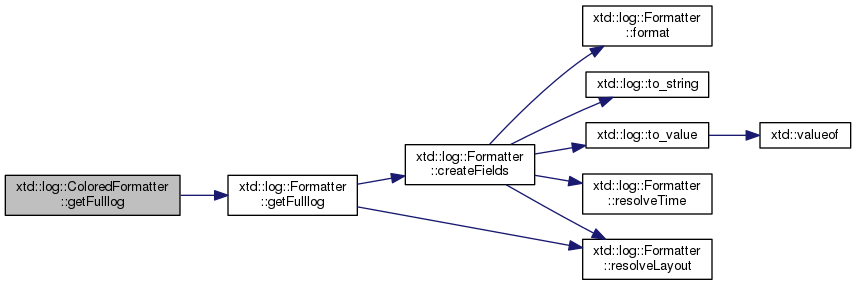 xtd::log::ColoredFormatter
::getFulllog
xtd::log::Formatter
::getFulllog
xtd::log::Formatter
::createFields
xtd::log::Formatter
::format
xtd::log::to_string
xtd::log::to_value
xtd::valueof
xtd::log::Formatter
::resolveTime
xtd::log::Formatter
::resolveLayout